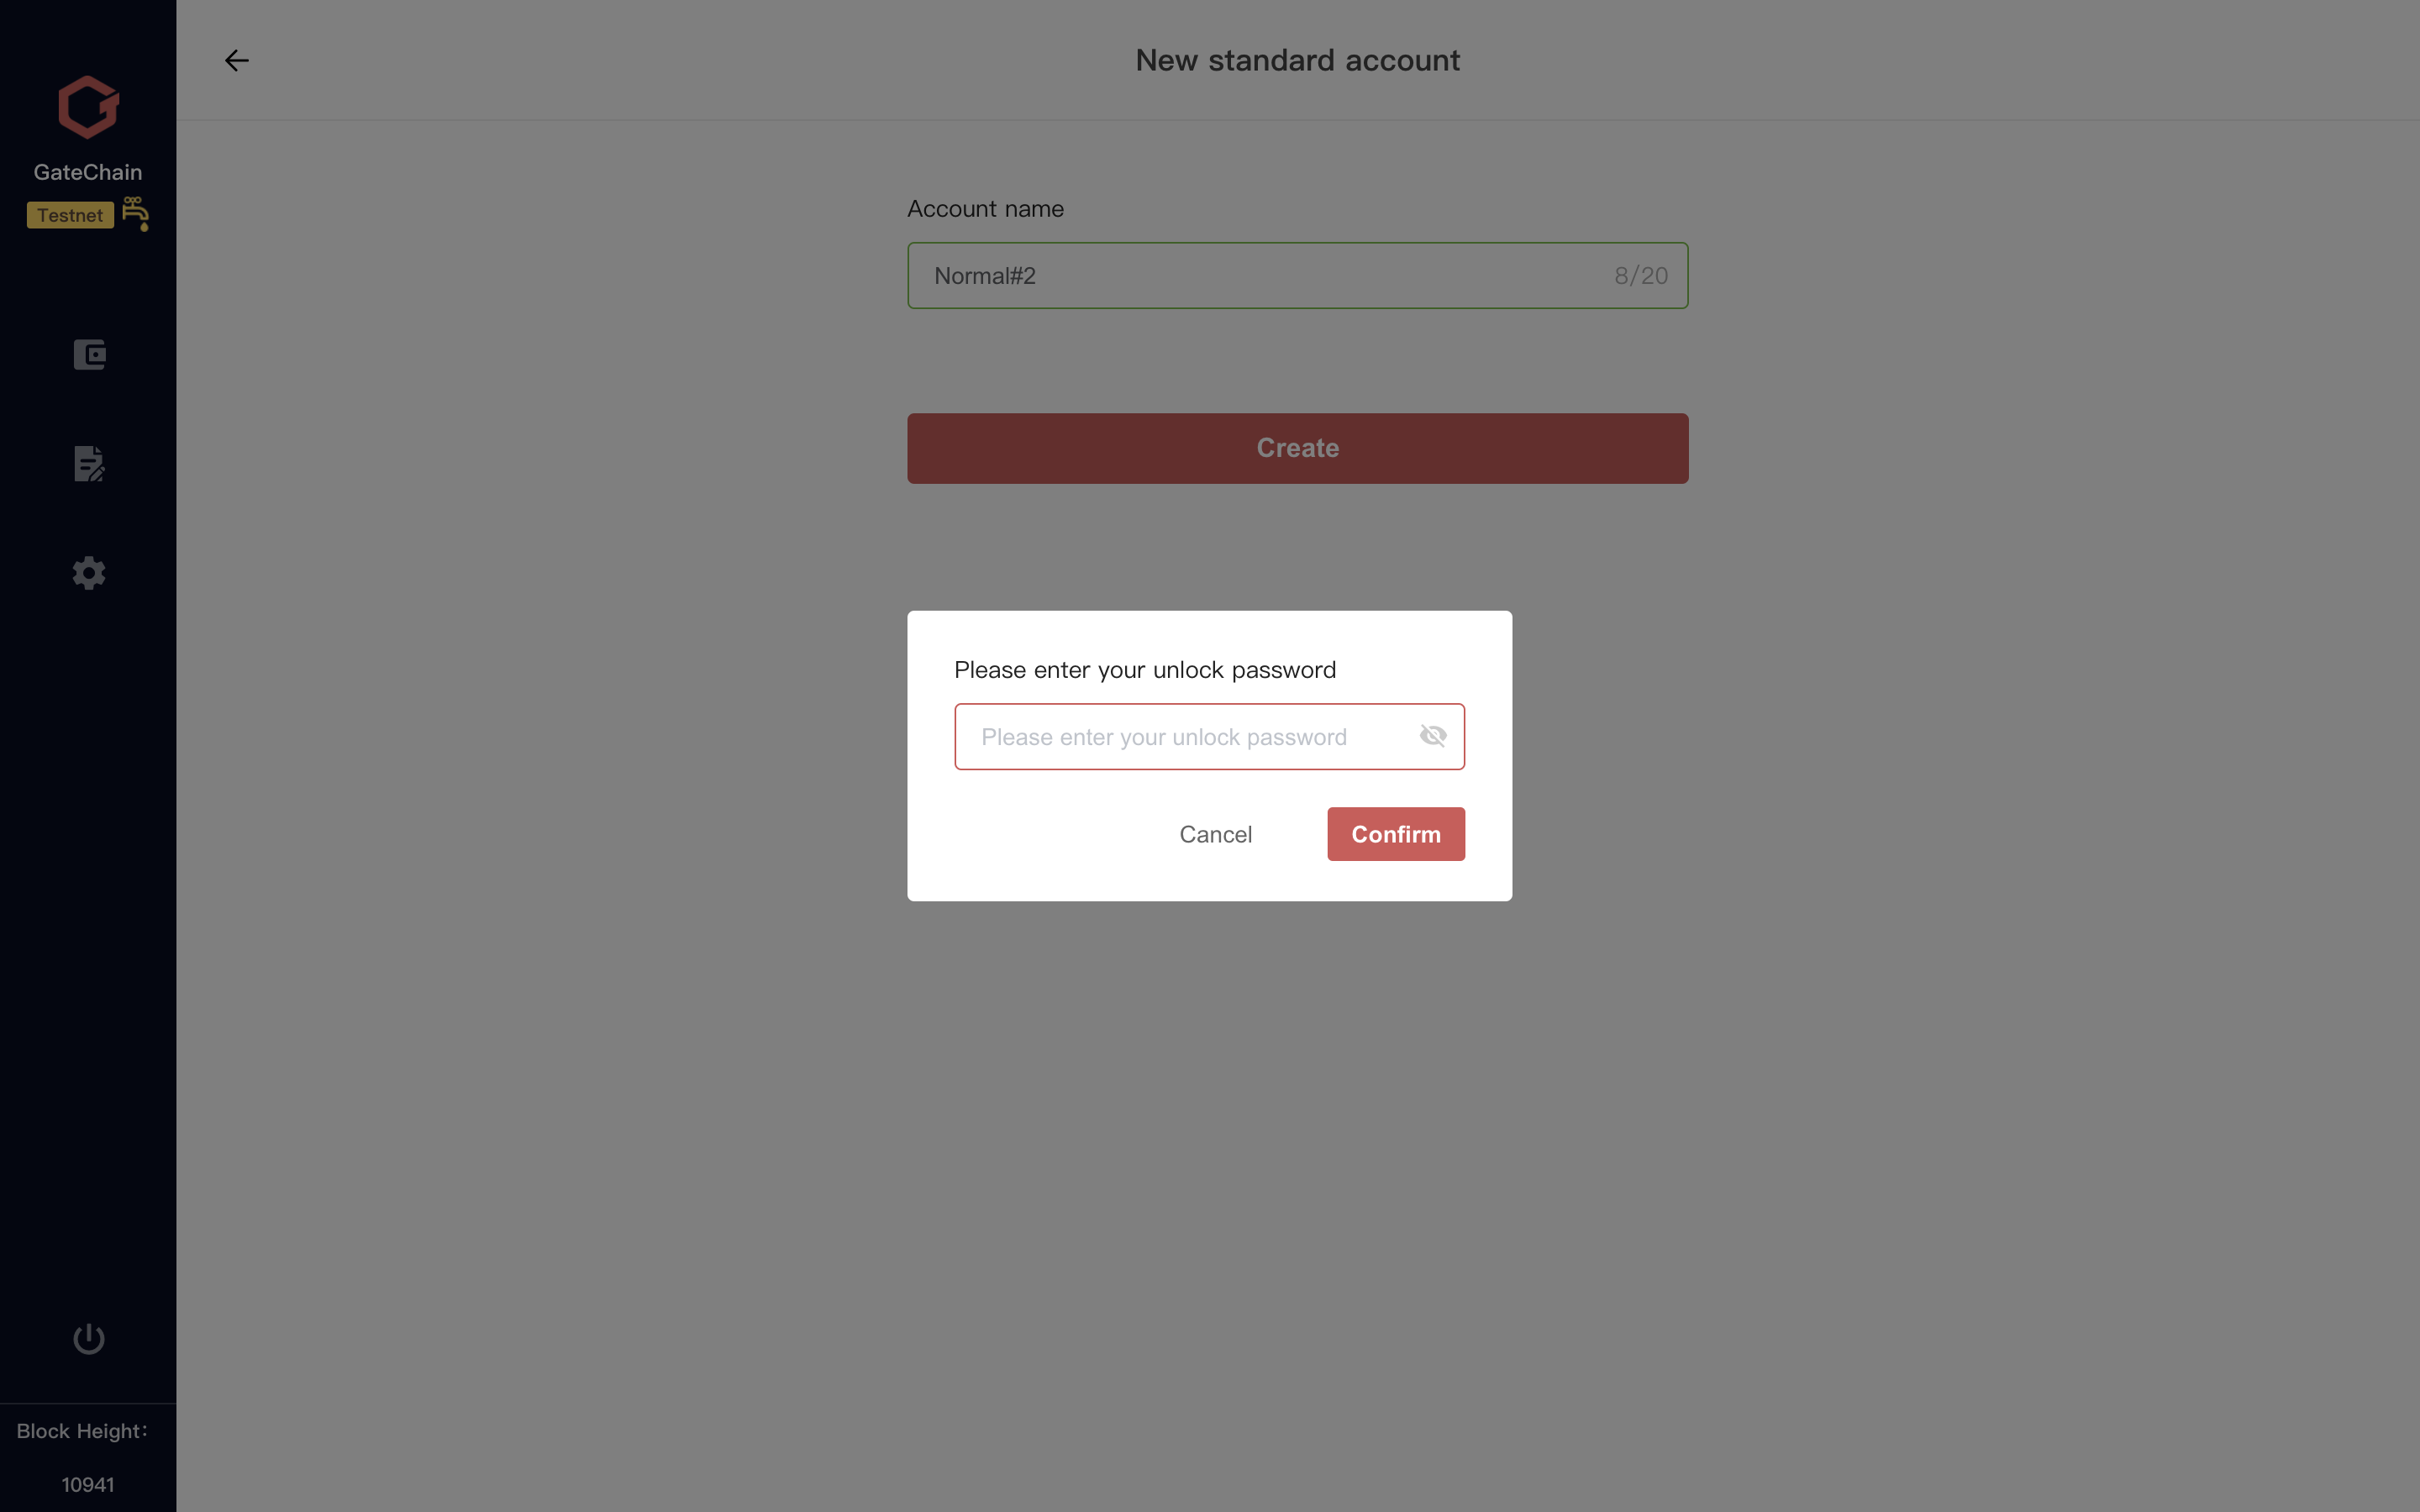 GateChain
Testnet
Block Height:
10941
New standard account
Account name
Normal#2 8/20
Create
Please enter your unlock password
Please enter your unlock password
Cancel Confirm